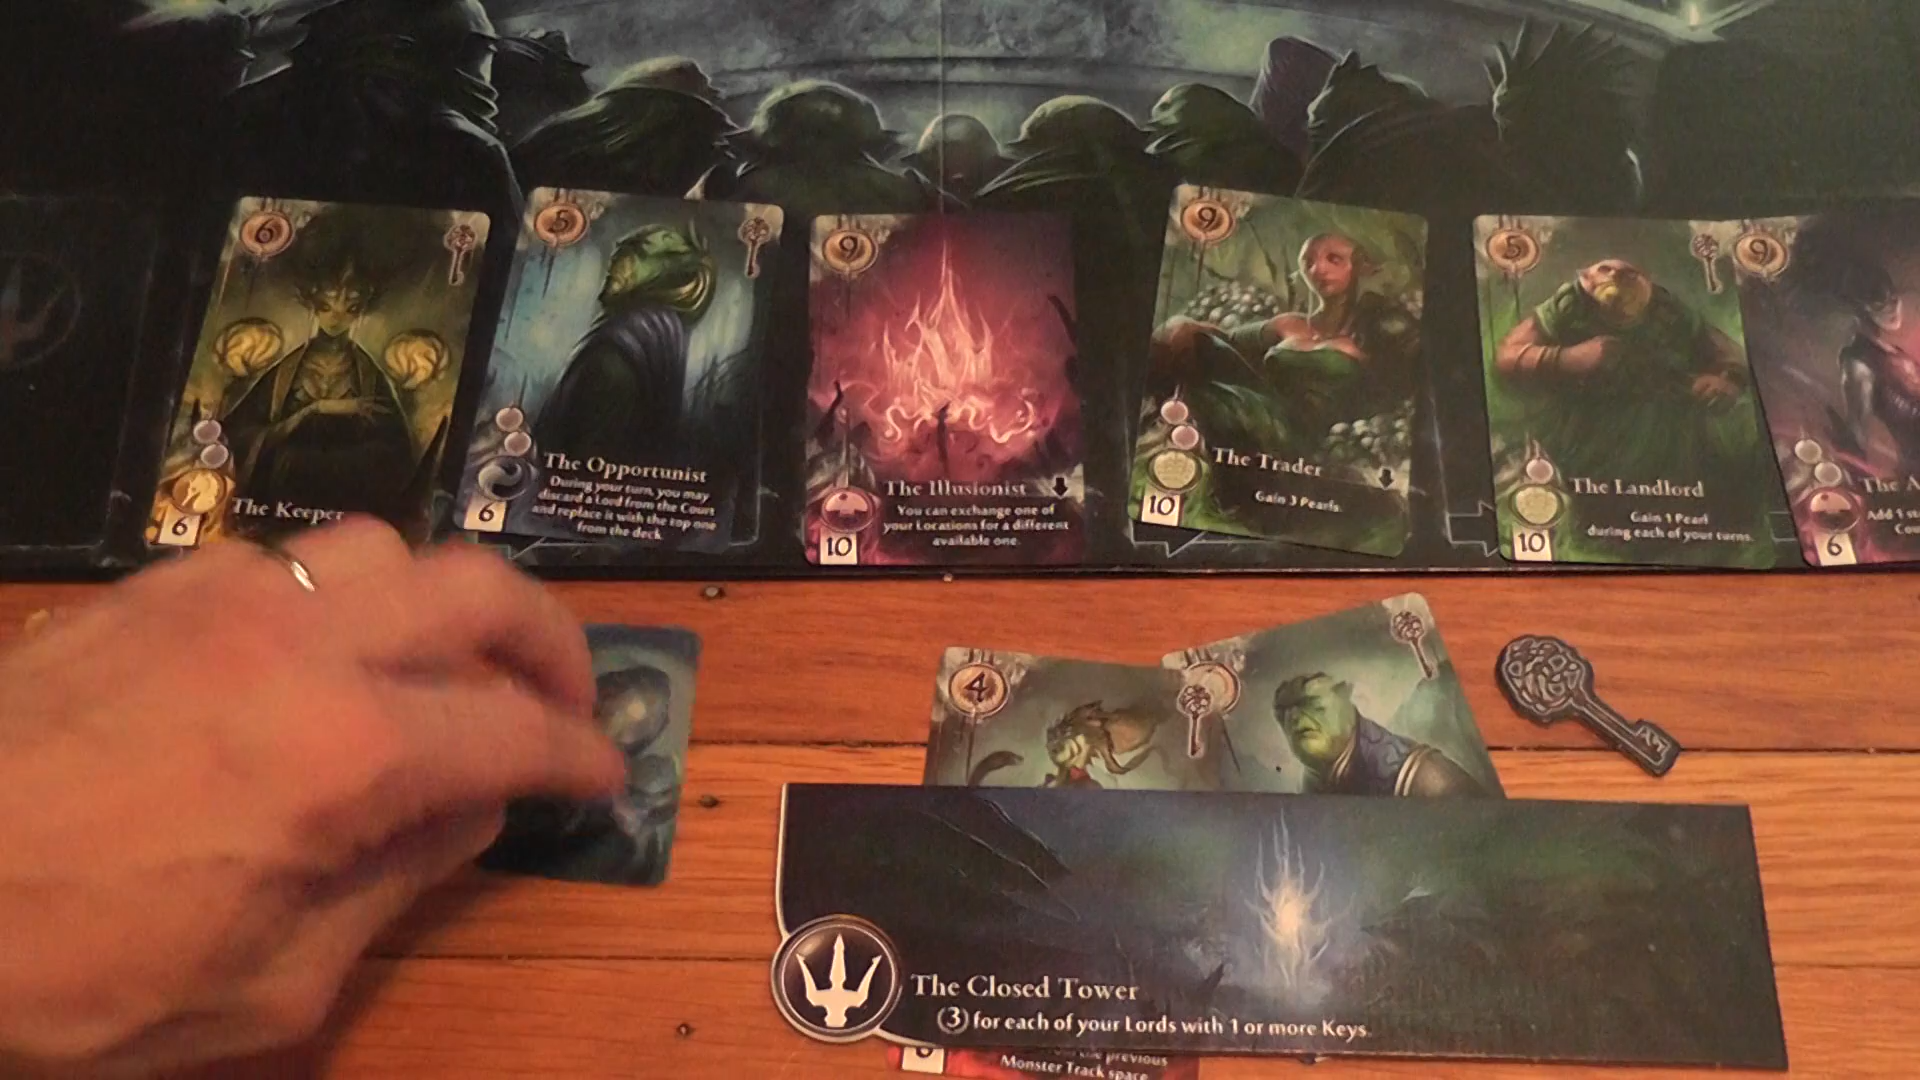 6
The Keeper
6
5
The Opportunist
During your turn, you may
discard a Lord from the Court
and replace it with the top one
from the deck
6
9
The Illusionist
You can exchange one of
your Locations for a different
available one.
10
9
The Trader
Gain 3 Pearls.
10
5
The Landlord
Gain 1 Pearl
during each of your turns.
10
9
The
Add 1
6
4
The Closed Tower
(3) for each of your Lords with 1 or more Keys.
the previous
Monster Track space